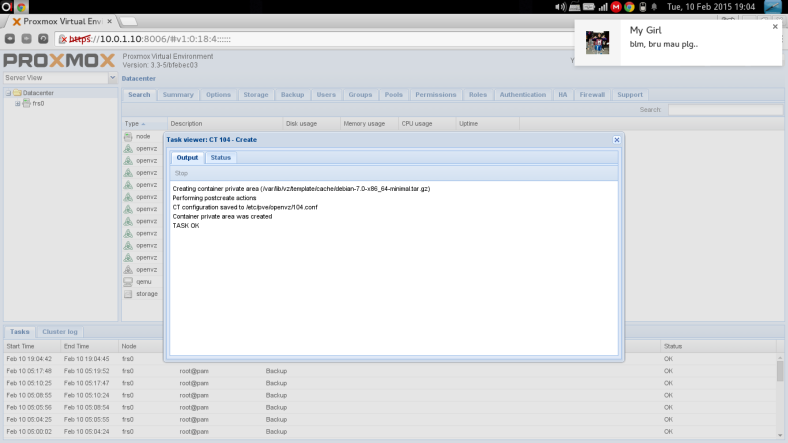 Tue, 10 Feb 2015 19:04
Proxmox Virtual Env
https://10.0.1.10:8006/#v1:0:18:4::::::
My Girl
blm, bru mau plg..
PROXMOX
Proxmox Virtual Environment
Version: 3.3-5/bfebec03
Server View
Datacenter
Datacenter
frs0
Search Summary Options Storage Backup Users Groups Pools Permissions Roles Authentication HA Firewall Support
Search:
Type Description Disk usage Memory usage CPU usage Uptime
node
openvz
openvz
openvz
openvz
openvz
openvz
openvz
openvz
openvz
openvz
openvz
qemu
storage
Task viewer: CT 104 - Create
Output Status
Stop
Creating container private area (/var/lib/vz/template/cache/debian-7.0-x86_64-minimal.tar.gz)
Performing postcreate actions
CT configuration saved to /etc/pve/openvz/104.conf
Container private area was created
TASK OK
Tasks Cluster log
Start Time End Time Node Status
Feb 10 19:04:42 Feb 10 19:04:45 frs0 OK
Feb 10 05:17:48 Feb 10 05:19:52 frs0 root@pam Backup OK
Feb 10 05:10:25 Feb 10 05:17:47 frs0 root@pam Backup OK
Feb 10 05:08:55 Feb 10 05:10:24 frs0 root@pam Backup OK
Feb 10 05:05:56 Feb 10 05:08:54 frs0 root@pam Backup OK
Feb 10 05:04:25 Feb 10 05:05:55 frs0 root@pam Backup OK
Feb 10 05:00:02 Feb 10 05:04:24 frs0 root@pam Backup OK